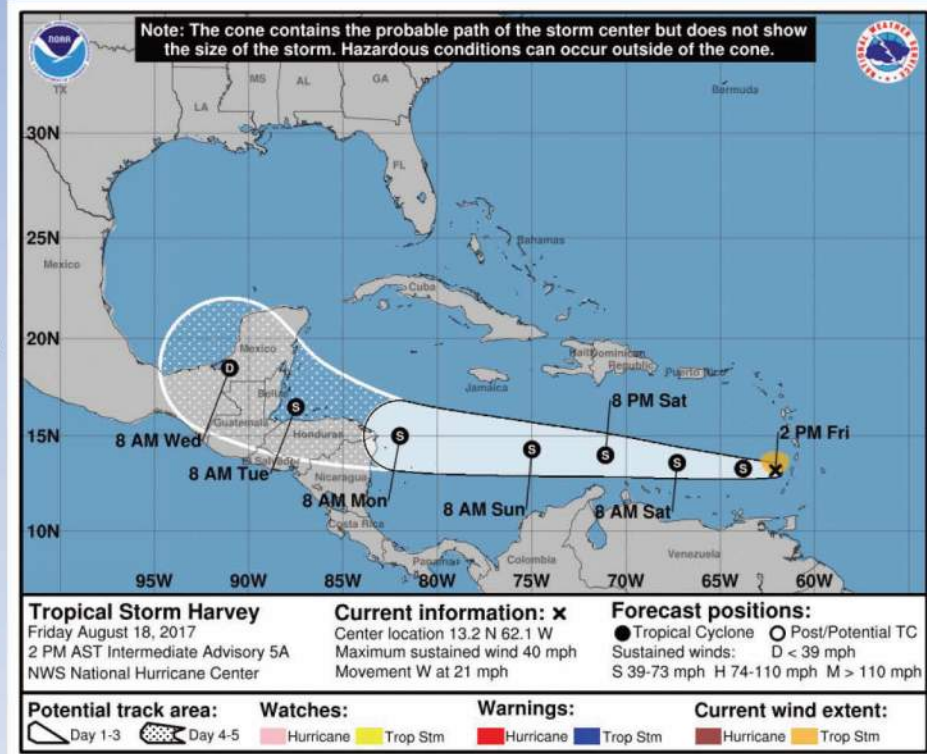 Note: The cone contains the probable path of the storm center but does not show
the size of the storm. Hazardous conditions can occur outside of the cone.
NOAA
NATIONAL WEATHER SERVICE
TX
LA
MS
AL
GA
FL
Bermuda
30N
25N
20N
15N
10N
Mexico
Bahamas
Cuba
Mexico
Haiti
Dominican
Republic
Puerto Rico
Jamaica
Belize
Guatemala
Honduras
El Salvador
Nicaragua
Costa Rica
Panama
Colombia
Venezuela
D
S
S
S
S
S
S
8 PM Sat
2 PM Fri
8 AM Wed
8 AM Tue
8 AM Mon
8 AM Sun
8 AM Sat
95W 90W 85W 80W 75W 70W 65W 60W
Tropical Storm Harvey
Friday August 18, 2017
2 PM AST Intermediate Advisory 5A
NWS National Hurricane Center
Current information: x
Center location 13.2 N 62.1 W
Maximum sustained wind 40 mph
Movement W at 21 mph
Forecast positions:
Tropical Cyclone Post/Potential TC
Sustained winds: D < 39 mph
S 39-73 mph H 74-110 mph M > 110 mph
Potential track area:
Day 1-3 Day 4-5
Watches:
Hurricane Trop Stm
Warnings:
Hurricane Trop Stm
Current wind extent:
Hurricane Trop Stm